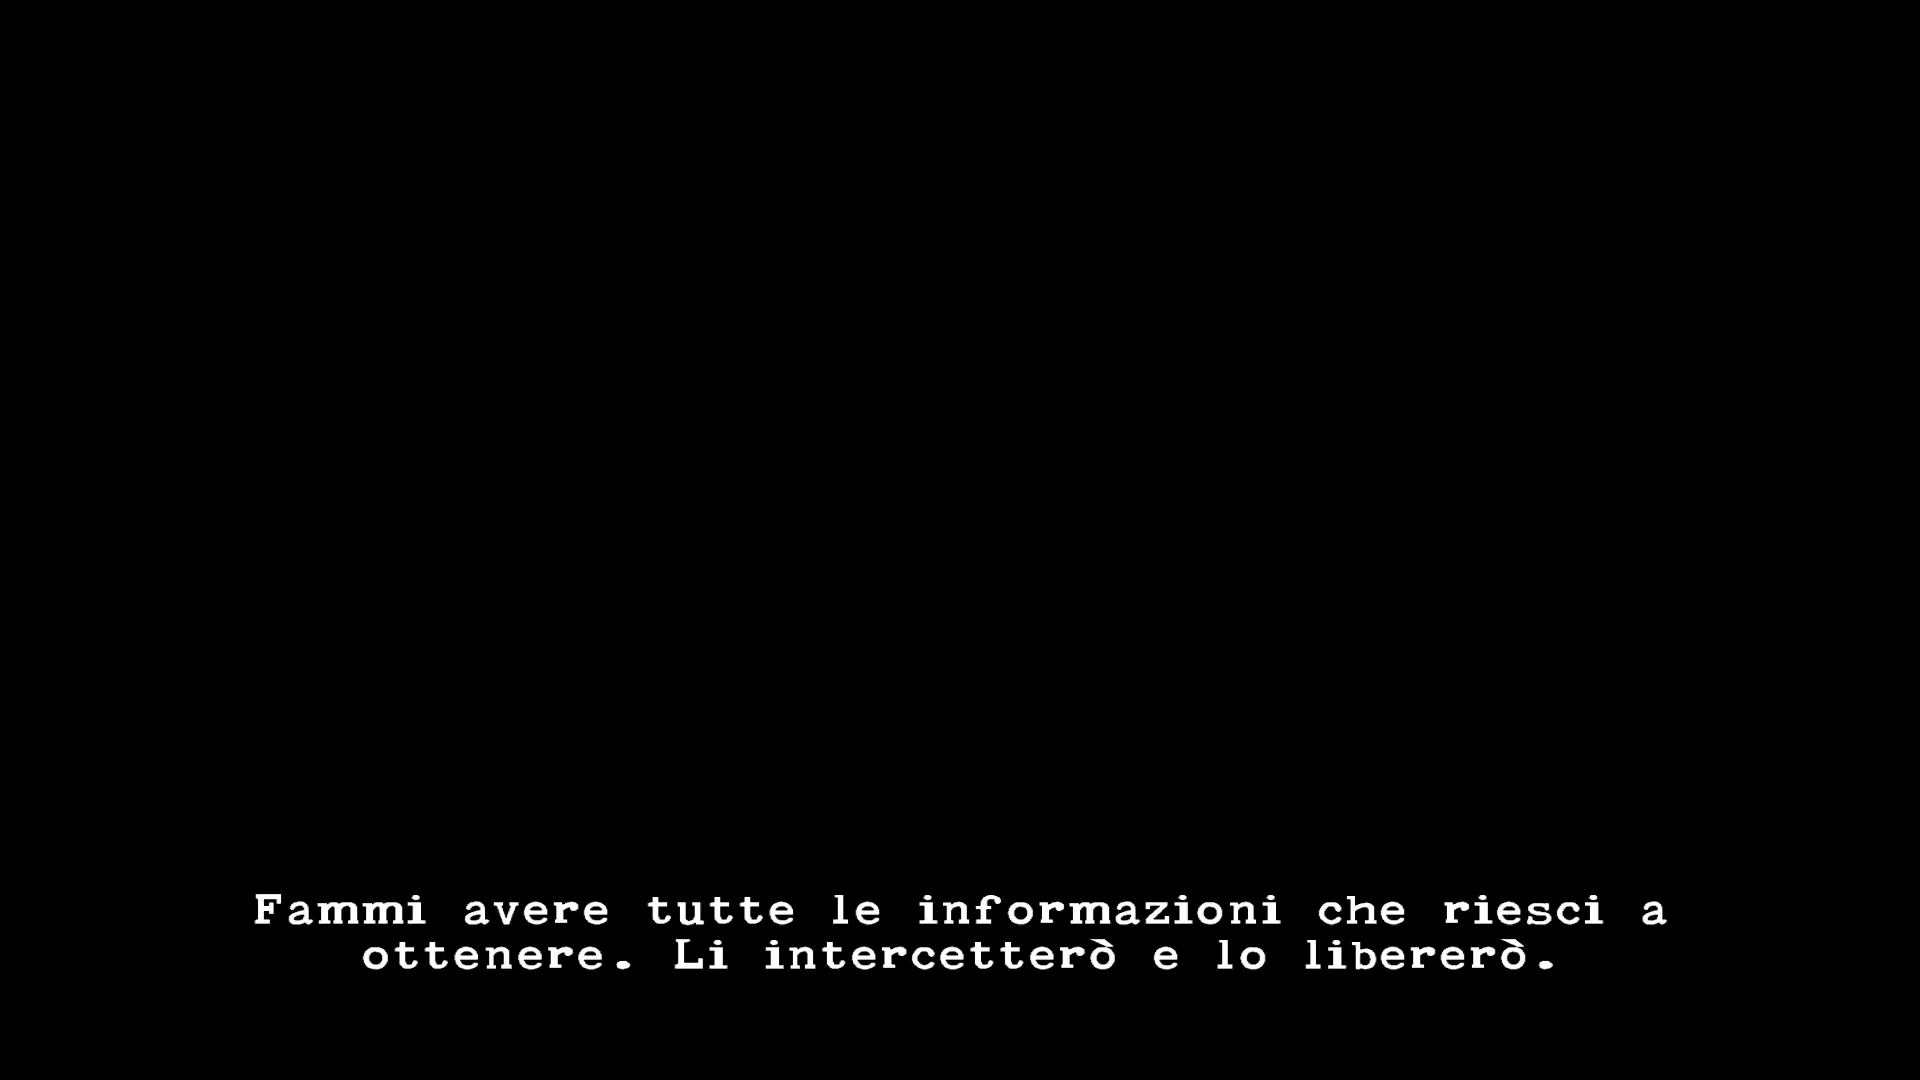 Fammi avere tutte le informazioni che riesci a
ottenere. Li intercetterò e lo libererò.